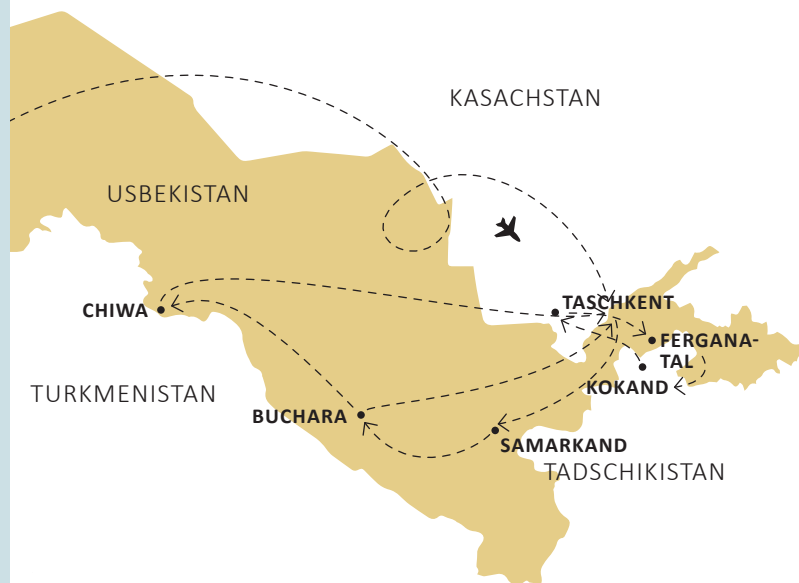 KASACHSTAN
USBEKISTAN
TASCHKENT
CHIWA
FERGANA-
TAL
KOKAND
TURKMENISTAN
BUCHARA
SAMARKAND
TADSCHIKISTAN